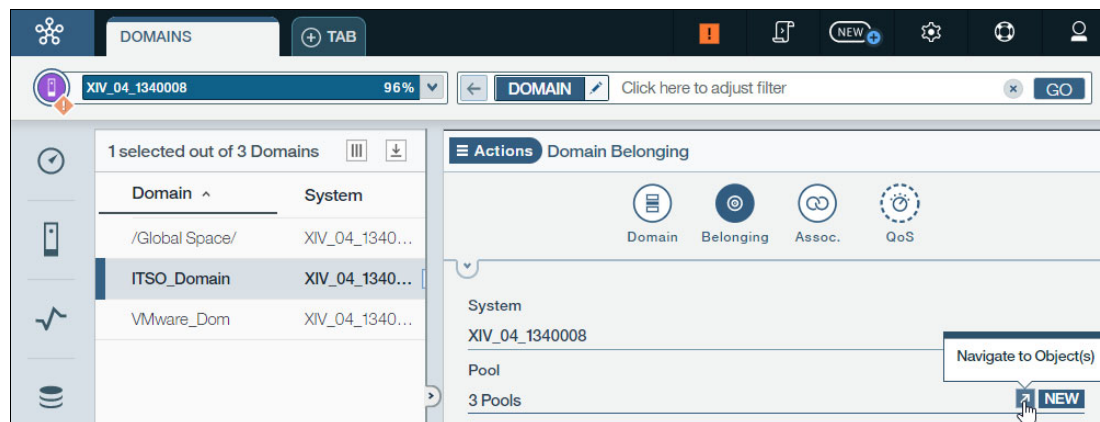 DOMAINS
TAB
!
NEW
XIV_04_1340008 96%
DOMAIN Click here to adjust filter GO
1 selected out of 3 Domains
Actions Domain Belonging
Domain System
Domain Belonging Assoc. QoS
/Global Space/ XIV_04_1340...
ITSO_Domain XIV_04_1340...
VMware_Dom XIV_04_1340...
System
XIV_04_1340008
Navigate to Object(s)
Pool
3 Pools NEW